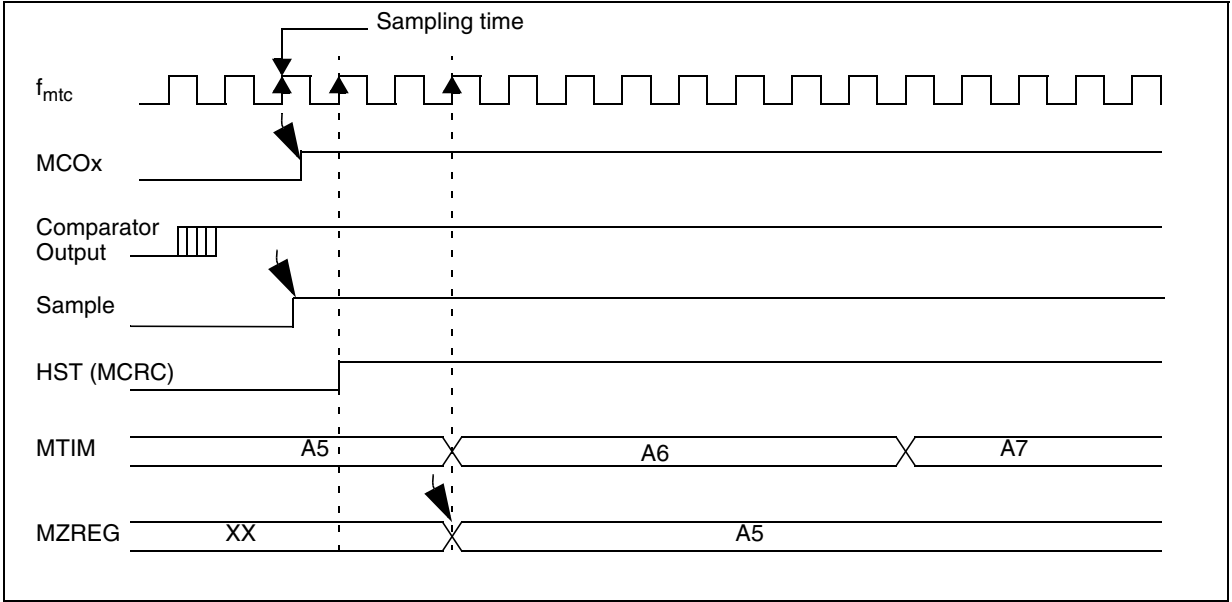 Sampling time
fmtc
MCOx
Comparator
Output
Sample
HST (MCRC)
MTIM A5 A6 A7
MZREG XX A5